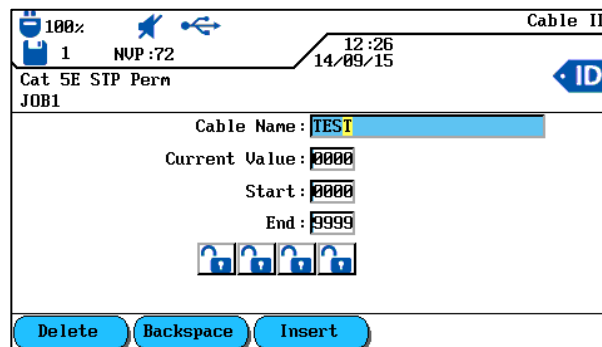 100%
Cable I
1 NVP:72
12:26
14/09/15
Cat 5E STP Perm
JOB1
ID
Cable Name: TEST
Current Value: 0000
Start: 0000
End: 9999
Delete Backspace Insert